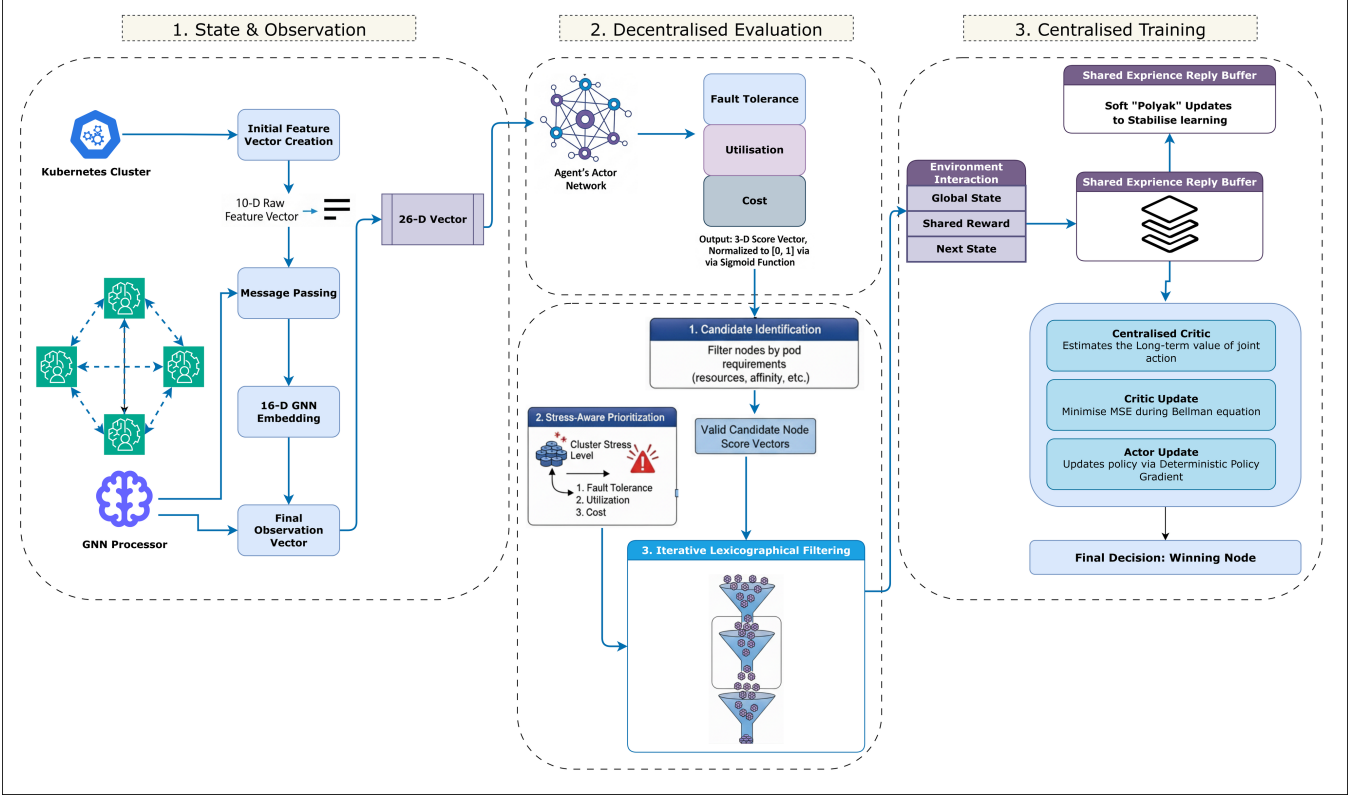 1. State & Observation
Kubernetes Cluster
Initial Feature
Vector Creation
10-D Raw
Feature Vector
26-D Vector
Message Passing
16-D GNN
Embedding
GNN Processor
Final
Observation
Vector
2. Decentralised Evaluation
Agent's Actor
Network
Fault Tolerance
Utilisation
Cost
Output: 3-D Score Vector,
Normalized to [0, 1] via
via Sigmoid Function
1. Candidate Identification
Filter nodes by pod
requirements
(resources, affinity, etc.)
Valid Candidate Node
Score Vectors
2. Stress-Aware Prioritization
Cluster Stress
Level
1. Fault Tolerance
2. Utilization
3. Cost
3. Iterative Lexicographical Filtering
3. Centralised Training
Shared Exprience Reply Buffer
Soft "Polyak" Updates
to Stabilise learning
Environment
Interaction
Global State
Shared Reward
Next State
Shared Exprience Reply Buffer
Centralised Critic
Estimates the Long-term value of joint
action
Critic Update
Minimise MSE during Bellman equation
Actor Update
Updates policy via Deterministic Policy
Gradient
Final Decision: Winning Node